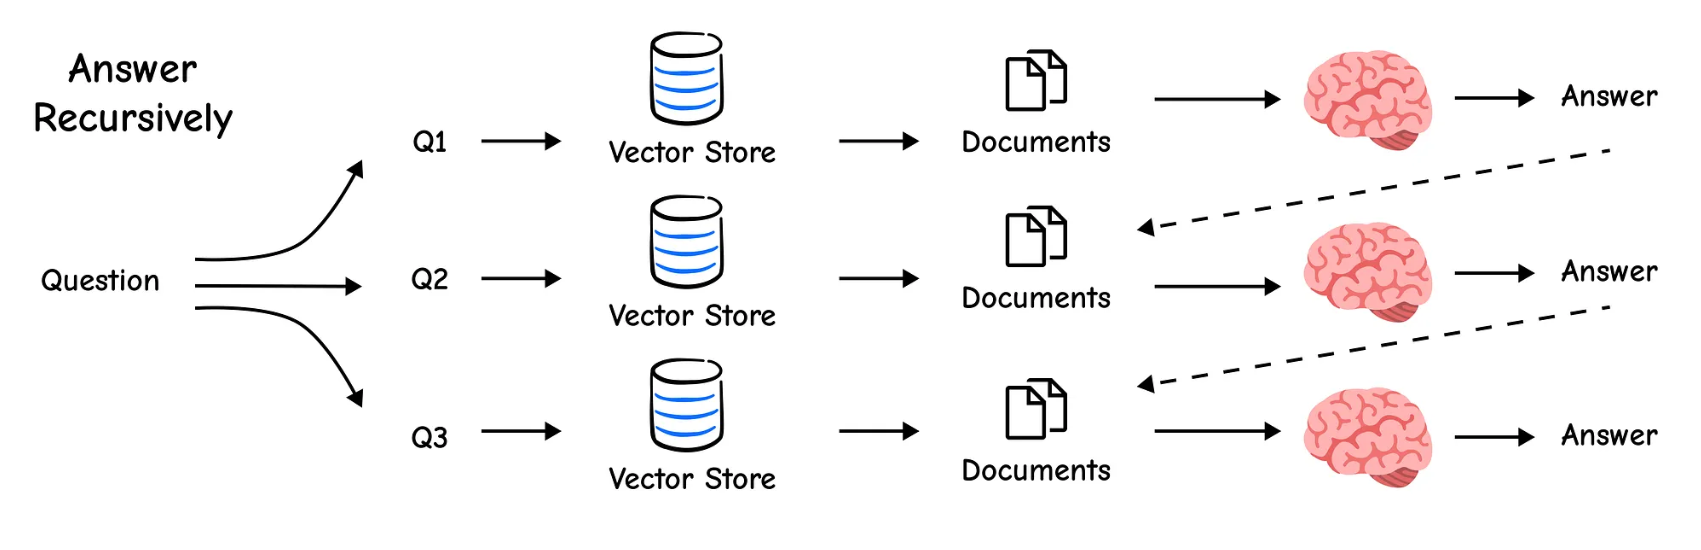 Answer
Recursively
Question
Q1
Vector Store
Documents
Answer
Q2
Vector Store
Documents
Answer
Q3
Vector Store
Documents
Answer